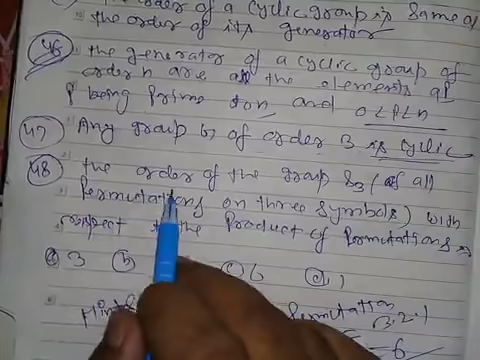 order of a cyclic group is same as
the order of its generator
46 the generator of a cyclic group of
order n are all the elements aP
P being Prime to n and 0<P<n
47 Any group G of order 3 is cyclic
48 the order of the group S3 (of all
Permutations on three symbols) with
respect to the Product of Permutations is
a 3 b c 6 d 1
Hint Permutation
3.2.1
= 6